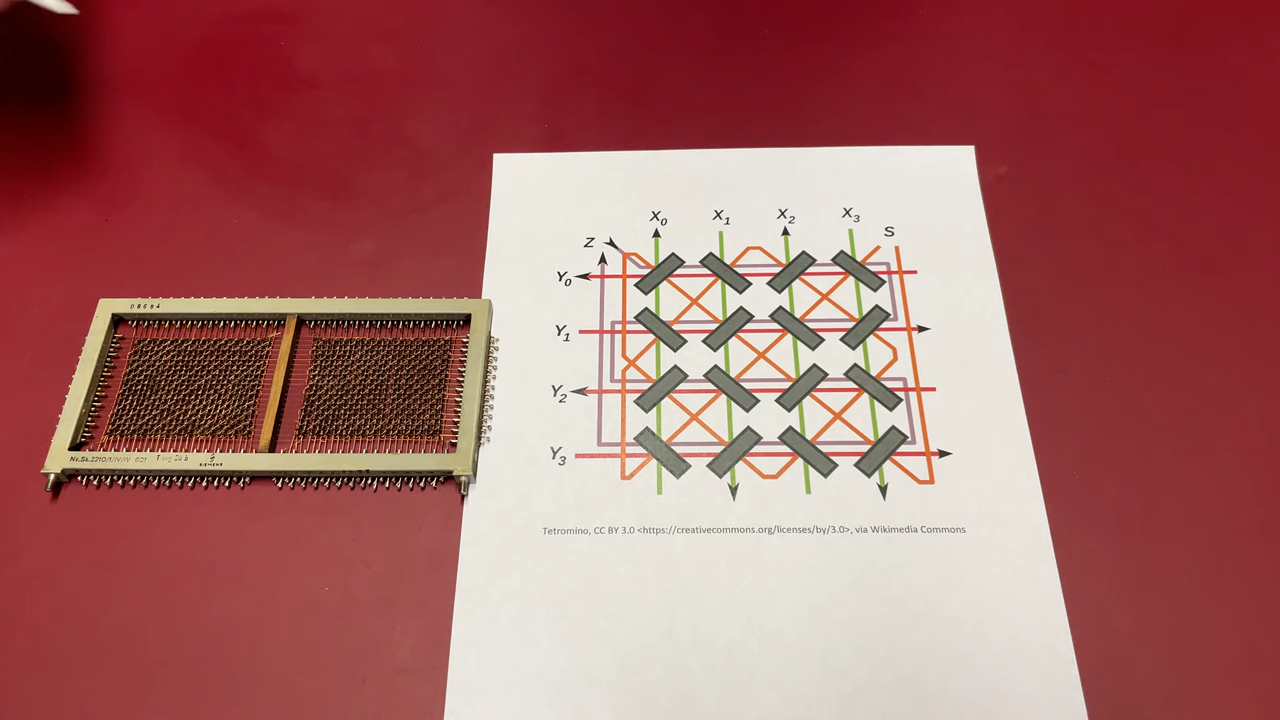 X0 X1 X2 X3
Z S
Y0
Y1
Y2
Y3
Tetromino, CC BY 3.0 <https://creativecommons.org/licenses/by/3.0>, via Wikimedia Commons
08694
SIEMENS